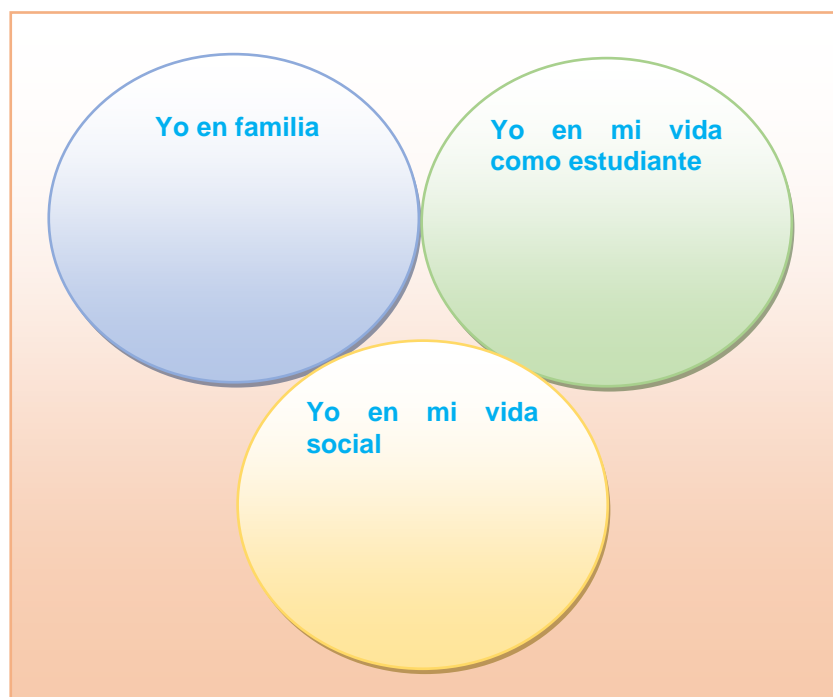 Yo en familia
Yo en mi vida
como estudiante
Yo en mi vida
social